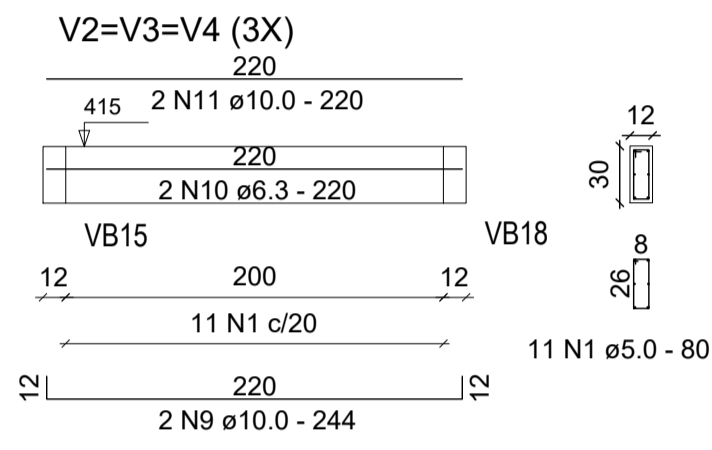 V2=V3=V4 (3X)
220
2 N11 ø10.0 - 220
415
220
2 N10 ø6.3 - 220
VB15
VB18
12
200
12
11 N1 c/20
12
220
12
2 N9 ø10.0 - 244
12
30
8
26
11 N1 ø5.0 - 80